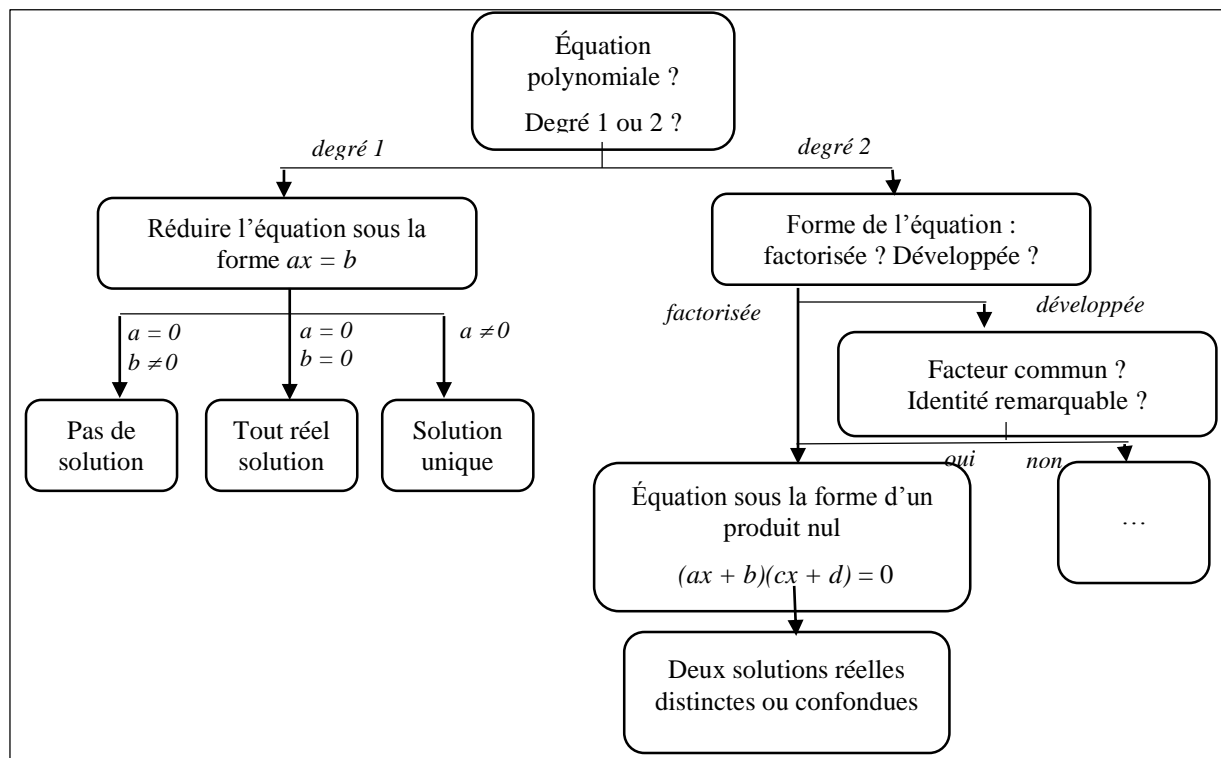 Équation
polynomiale ?
Degré 1 ou 2 ?
degré 1
degré 2
Réduire l’équation sous la
forme ax = b
Forme de l’équation :
factorisée ? Développée ?
a = 0
b ≠ 0
a = 0
b = 0
a ≠ 0
factorisée
développée
Facteur commun ?
Identité remarquable ?
Pas de
solution
Tout réel
solution
Solution
unique
oui
non
Équation sous la forme d’un
produit nul
(ax + b)(cx + d) = 0
…
Deux solutions réelles
distinctes ou confondues